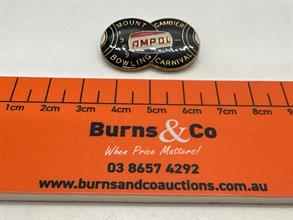 MOUNT GAMBIER
AMPOL
BOWLING CARNIVAL
1cm 2cm 3cm 4cm 5cm 6cm 7cm 8cm
Burns & Co
When Price Matters!
03 8657 4292
www.burnsandcoauctions.com.au